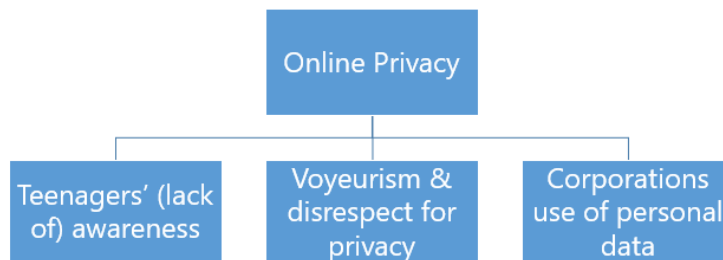 Online Privacy
Teenagers’ (lack
of) awareness
Voyeurism &
disrespect for
privacy
Corporations
use of personal
data